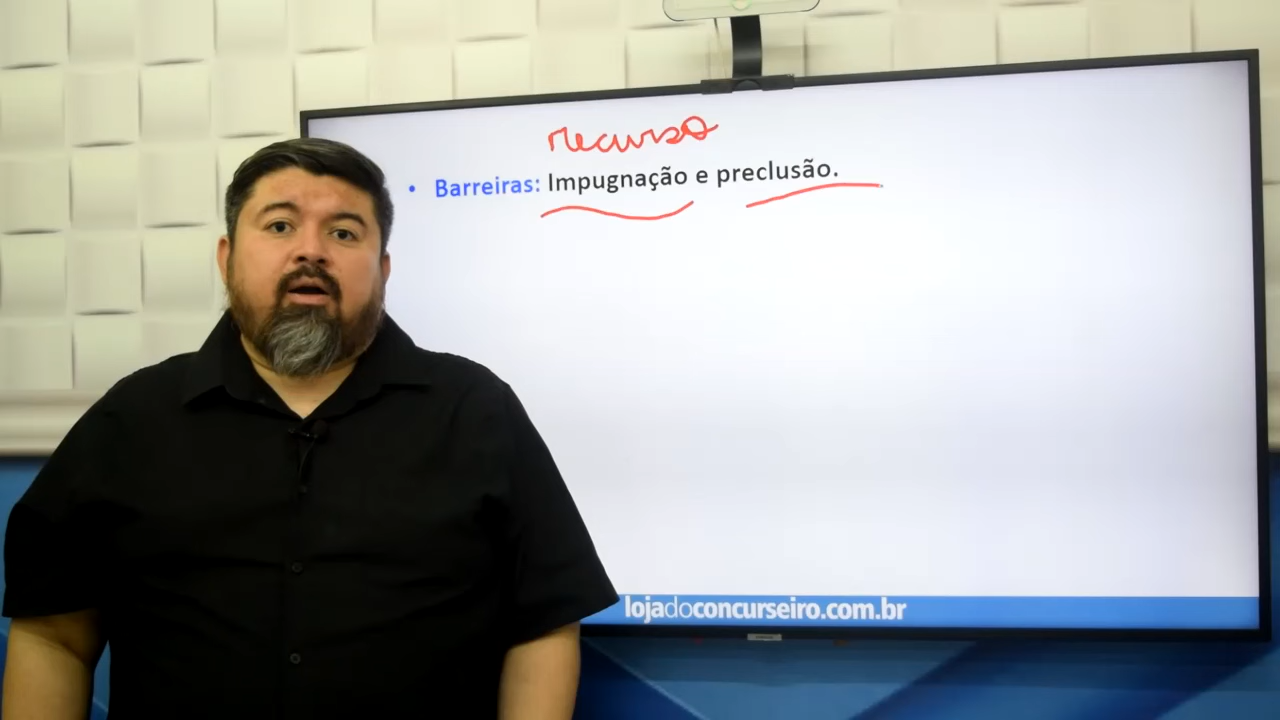 recurso
• Barreiras: Impugnação e preclusão.
lojadoconcurseiro.com.br